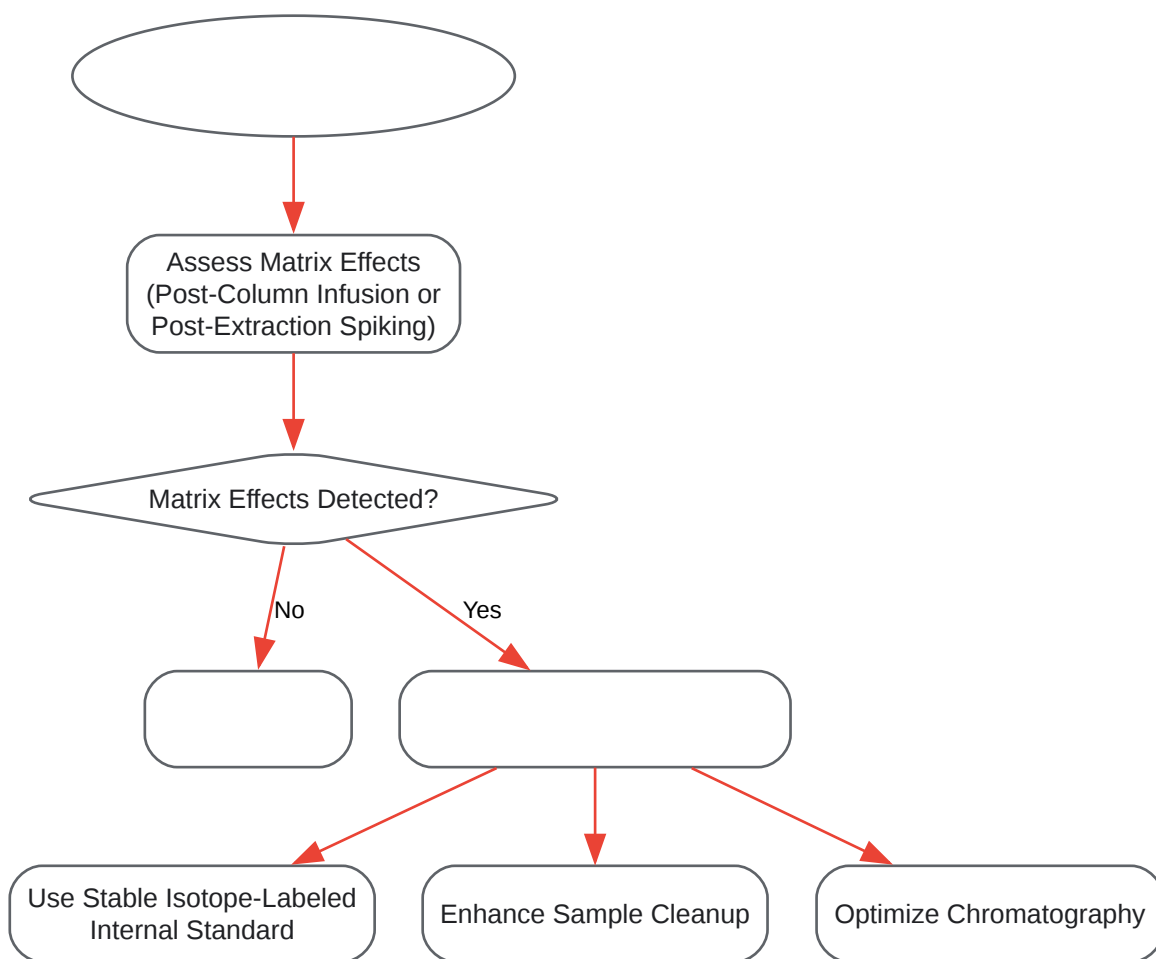 Assess Matrix Effects
(Post-Column Infusion or
Post-Extraction Spiking)
Matrix Effects Detected?
No
Yes
Use Stable Isotope-Labeled
Internal Standard
Enhance Sample Cleanup
Optimize Chromatography